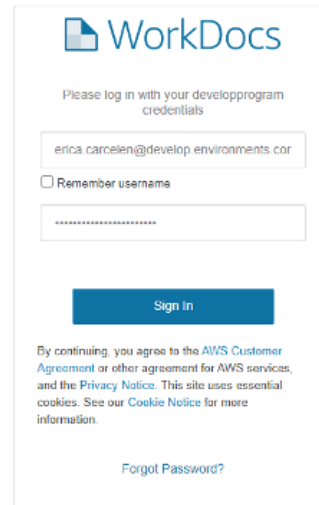 WorkDocs
Please log in with your developprogram
credentials
erica.carcelen@develop.environments.cor
Remember username
Sign In
By continuing, you agree to the AWS Customer
Agreement or other agreement for AWS services,
and the Privacy Notice. This site uses essential
cookies. See our Cookie Notice for more
information.
Forgot Password?